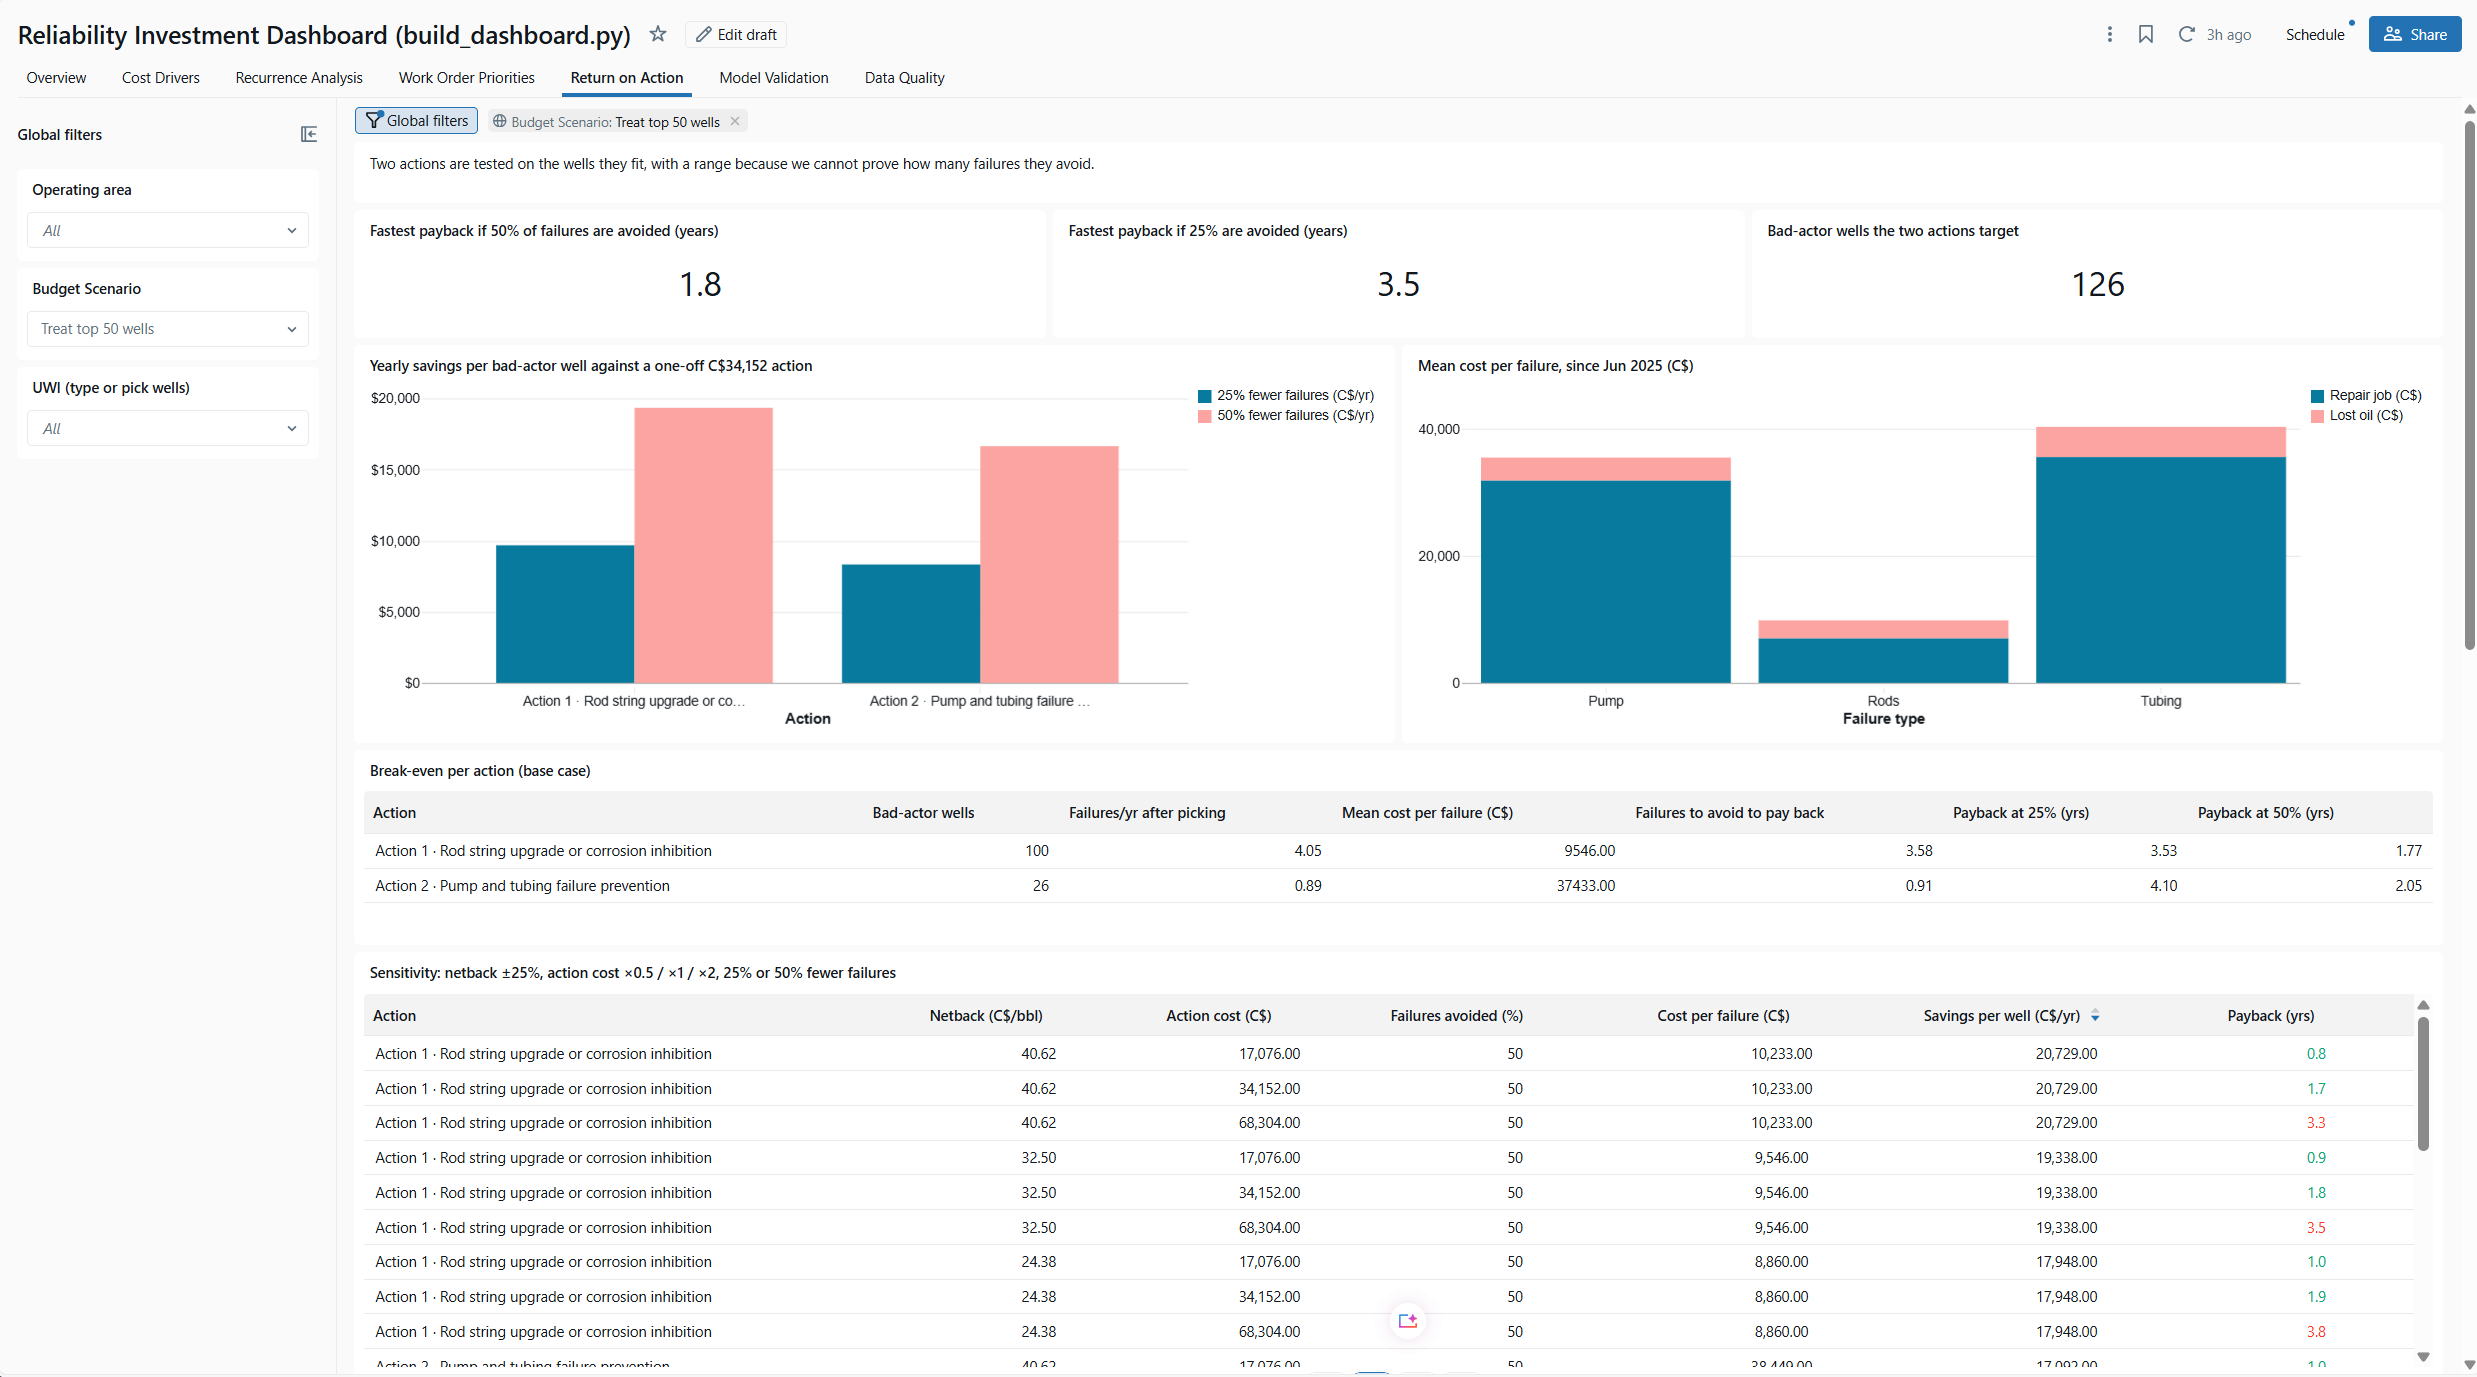 Reliability Investment Dashboard (build_dashboard.py)
Edit draft
3h ago
Schedule
Share
Overview
Cost Drivers
Recurrence Analysis
Work Order Priorities
Return on Action
Model Validation
Data Quality
Global filters
Operating area
All
Budget Scenario
Treat top 50 wells
UWI (type or pick wells)
All
Global filters
Budget Scenario: Treat top 50 wells
Two actions are tested on the wells they fit, with a range because we cannot prove how many failures they avoid.
Fastest payback if 50% of failures are avoided (years)
1.8
Fastest payback if 25% are avoided (years)
3.5
Bad-actor wells the two actions target
126
Yearly savings per bad-actor well against a one-off C$34,152 action
$20,000
$15,000
$10,000
$5,000
$0
25% fewer failures (C$/yr)
50% fewer failures (C$/yr)
Action 1 · Rod string upgrade or co...
Action 2 · Pump and tubing failure ...
Action
Mean cost per failure, since Jun 2025 (C$)
40,000
20,000
0
Repair job (C$)
Lost oil (C$)
Pump
Rods
Tubing
Failure type
Break-even per action (base case)
Action Bad-actor wells Failures/yr after picking Mean cost per failure (C$) Failures to avoid to pay back Payback at 25% (yrs) Payback at 50% (yrs)
Action 1 · Rod string upgrade or corrosion inhibition 100 4.05 9546.00 3.58 3.53 1.77
Action 2 · Pump and tubing failure prevention 26 0.89 37433.00 0.91 4.10 2.05
Sensitivity: netback ±25%, action cost ×0.5 / ×1 / ×2, 25% or 50% fewer failures
Action Netback (C$/bbl) Action cost (C$) Failures avoided (%) Cost per failure (C$) Savings per well (C$/yr) Payback (yrs)
Action 1 · Rod string upgrade or corrosion inhibition 40.62 17,076.00 50 10,233.00 20,729.00 0.8
Action 1 · Rod string upgrade or corrosion inhibition 40.62 34,152.00 50 10,233.00 20,729.00 1.7
Action 1 · Rod string upgrade or corrosion inhibition 40.62 68,304.00 50 10,233.00 20,729.00 3.3
Action 1 · Rod string upgrade or corrosion inhibition 32.50 17,076.00 50 9,546.00 19,338.00 0.9
Action 1 · Rod string upgrade or corrosion inhibition 32.50 34,152.00 50 9,546.00 19,338.00 1.8
Action 1 · Rod string upgrade or corrosion inhibition 32.50 68,304.00 50 9,546.00 19,338.00 3.5
Action 1 · Rod string upgrade or corrosion inhibition 24.38 17,076.00 50 8,860.00 17,948.00 1.0
Action 1 · Rod string upgrade or corrosion inhibition 24.38 34,152.00 50 8,860.00 17,948.00 1.9
Action 1 · Rod string upgrade or corrosion inhibition 24.38 68,304.00 50 8,860.00 17,948.00 3.8
Action 2 · Pump and tubing failure prevention 40.62 17,076.00 50 38,449.00 17,092.00 1.0